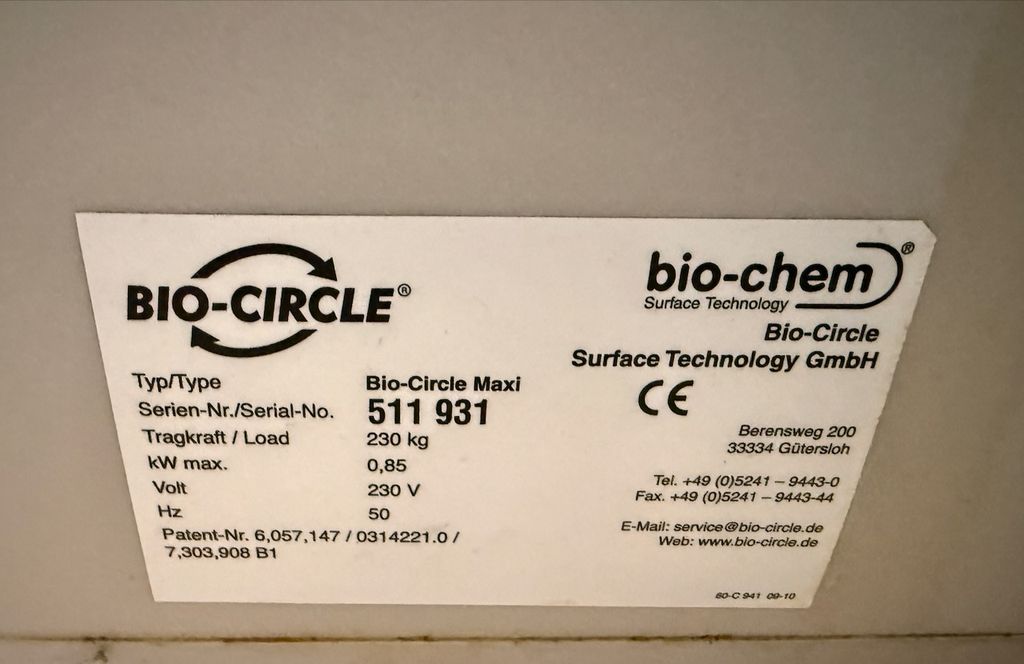 BIO-CIRCLE®
Typ/Type Bio-Circle Maxi
Serien-Nr./Serial-No. 511 931
Tragkraft / Load 230 kg
kW max. 0,85
Volt 230 V
Hz 50
Patent-Nr. 6,057,147 / 0314221.0 /
7,303,908 B1
bio-chem®
Surface Technology
Bio-Circle
Surface Technology GmbH
CE
Berensweg 200
33334 Gütersloh
Tel. +49 (0)5241 – 9443-0
Fax. +49 (0)5241 – 9443-44
E-Mail: service@bio-circle.de
Web: www.bio-circle.de
60-C 941 09-10